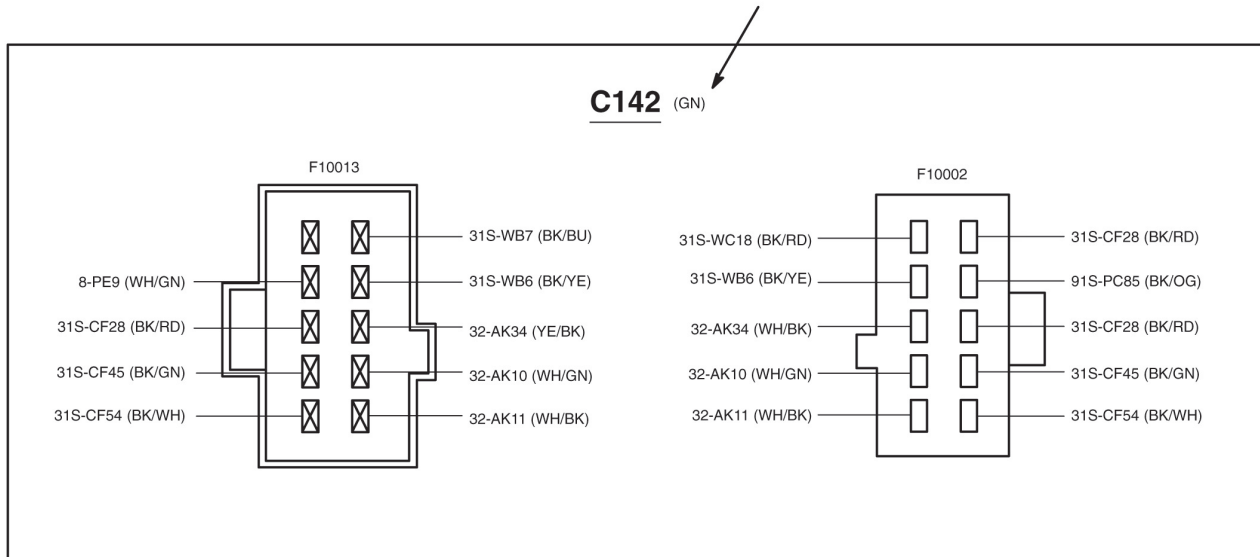 C142 (GN)
F10013
31S-WB7 (BK/BU)
8-PE9 (WH/GN)
31S-WB6 (BK/YE)
31S-CF28 (BK/RD)
32-AK34 (YE/BK)
31S-CF45 (BK/GN)
32-AK10 (WH/GN)
31S-CF54 (BK/WH)
32-AK11 (WH/BK)
F10002
31S-WC18 (BK/RD)
31S-CF28 (BK/RD)
31S-WB6 (BK/YE)
91S-PC85 (BK/OG)
32-AK34 (WH/BK)
31S-CF28 (BK/RD)
32-AK10 (WH/GN)
31S-CF45 (BK/GN)
32-AK11 (WH/BK)
31S-CF54 (BK/WH)